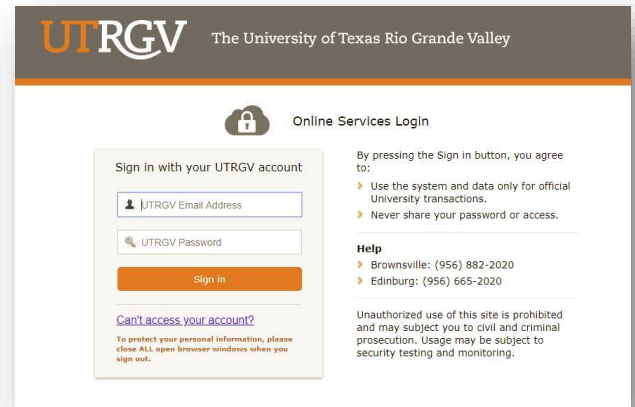 UTRGV The University of Texas Rio Grande Valley
Online Services Login
Sign in with your UTRGV account
UTRGV Email Address
UTRGV Password
Sign in
Can't access your account?
To protect your personal information, please
close ALL open browser windows when you
sign out.
By pressing the Sign in button, you agree
to:
Use the system and data only for official
University transactions.
Never share your password or access.
Help
Brownsville: (956) 882-2020
Edinburg: (956) 665-2020
Unauthorized use of this site is prohibited
and may subject you to civil and criminal
prosecution. Usage may be subject to
security testing and monitoring.